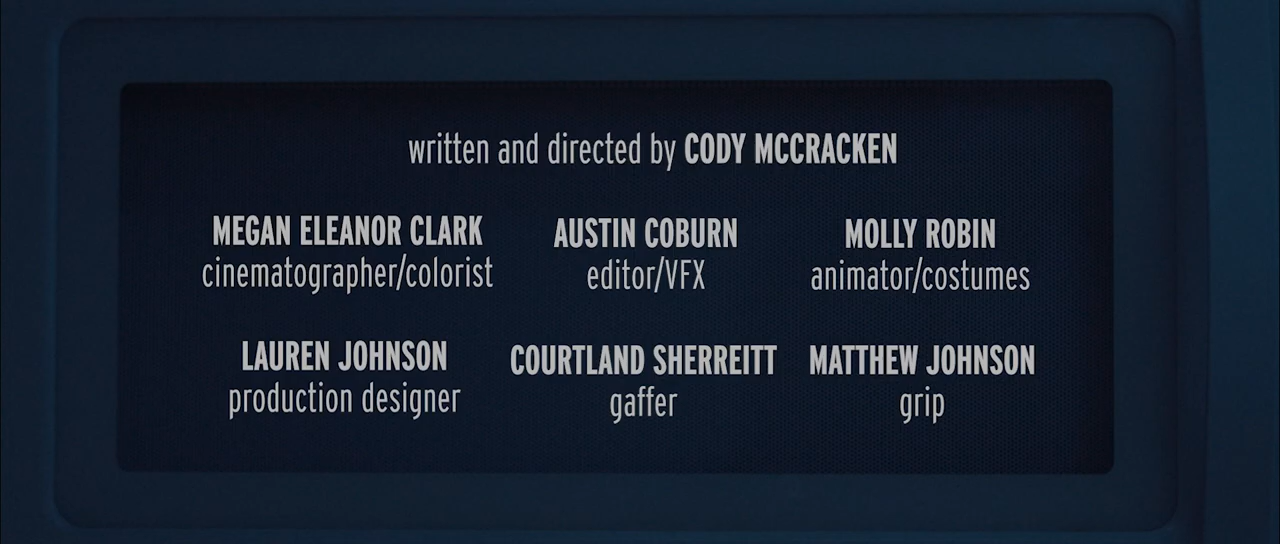 written and directed by CODY MCCRACKEN
MEGAN ELEANOR CLARK AUSTIN COBURN MOLLY ROBIN
cinematographer/colorist editor/VFX animator/costumes
LAUREN JOHNSON COURTLAND SHERREITT MATTHEW JOHNSON
production designer gaffer grip